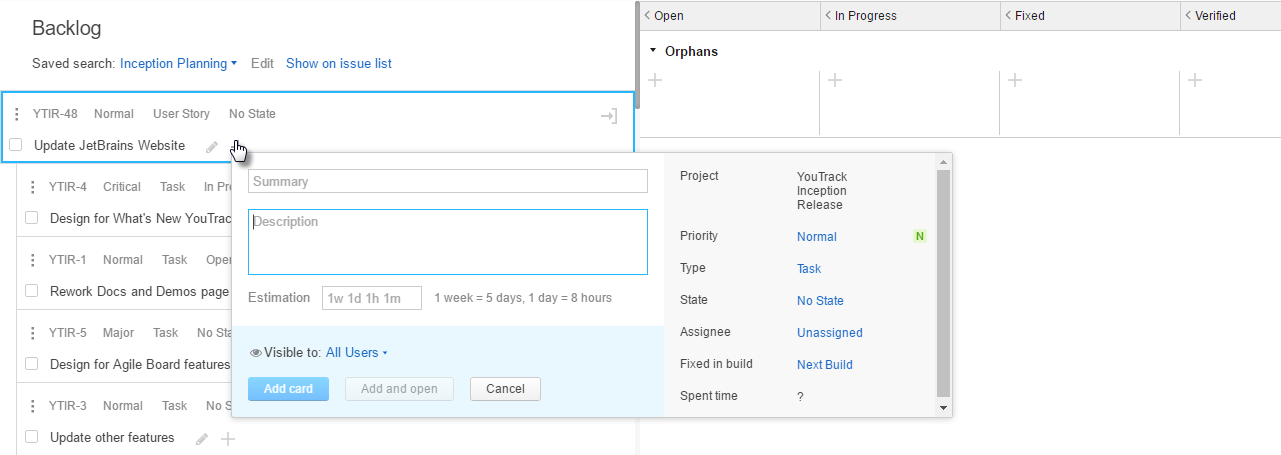 Backlog
Saved search: Inception Planning Edit Show on issue list
YTIR-48 Normal User Story No State
Update JetBrains Website
YTIR-4 Critical Task In Pro
Design for What's New YouTrack
YTIR-1 Normal Task Oper
Rework Docs and Demos page
YTIR-5 Major Task No Sta
Design for Agile Board features
YTIR-3 Normal Task No S
Update other features
Summary
Description
Estimation 1w 1d 1h 1m 1 week = 5 days, 1 day = 8 hours
Visible to: All Users
Add card Add and open Cancel
Project YouTrack
Inception
Release
Priority Normal N
Type Task
State No State
Assignee Unassigned
Fixed in build Next Build
Spent time ?
Open In Progress Fixed Verified
Orphans